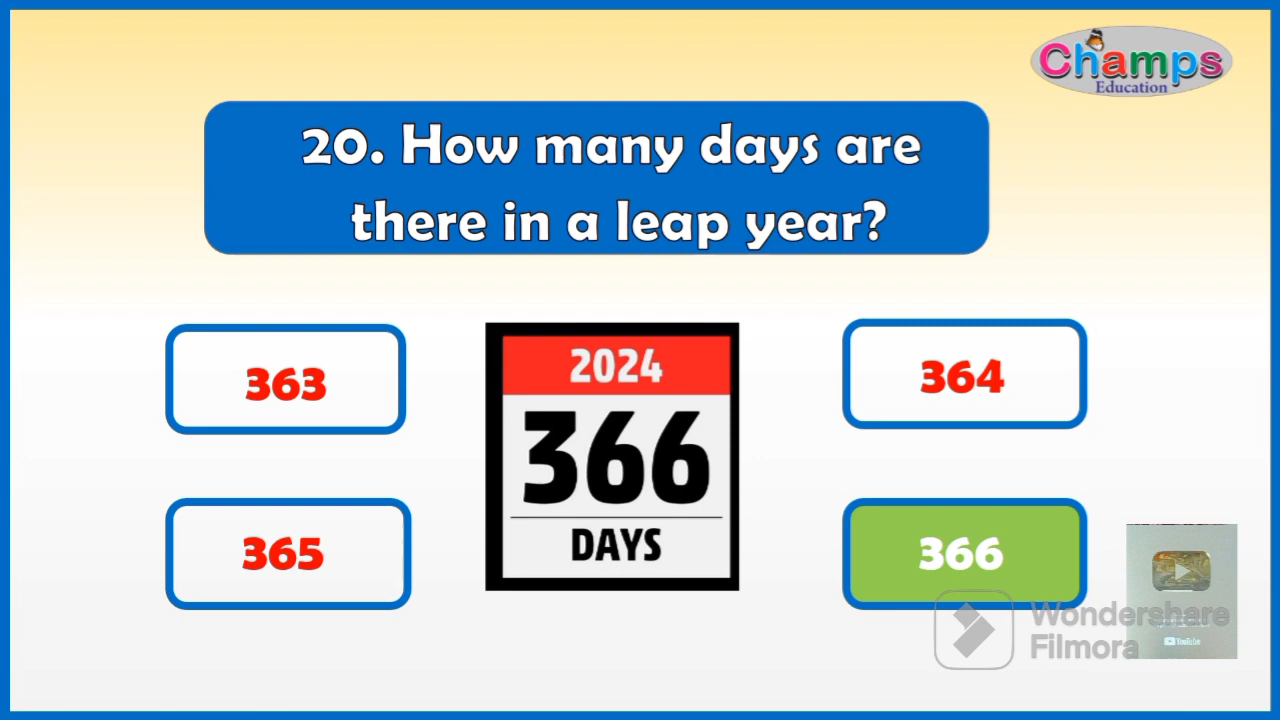 Champs
Education
20. How many days are
there in a leap year?
363
2024
366
DAYS
364
365
366
Wondershare
Filmora
YouTube